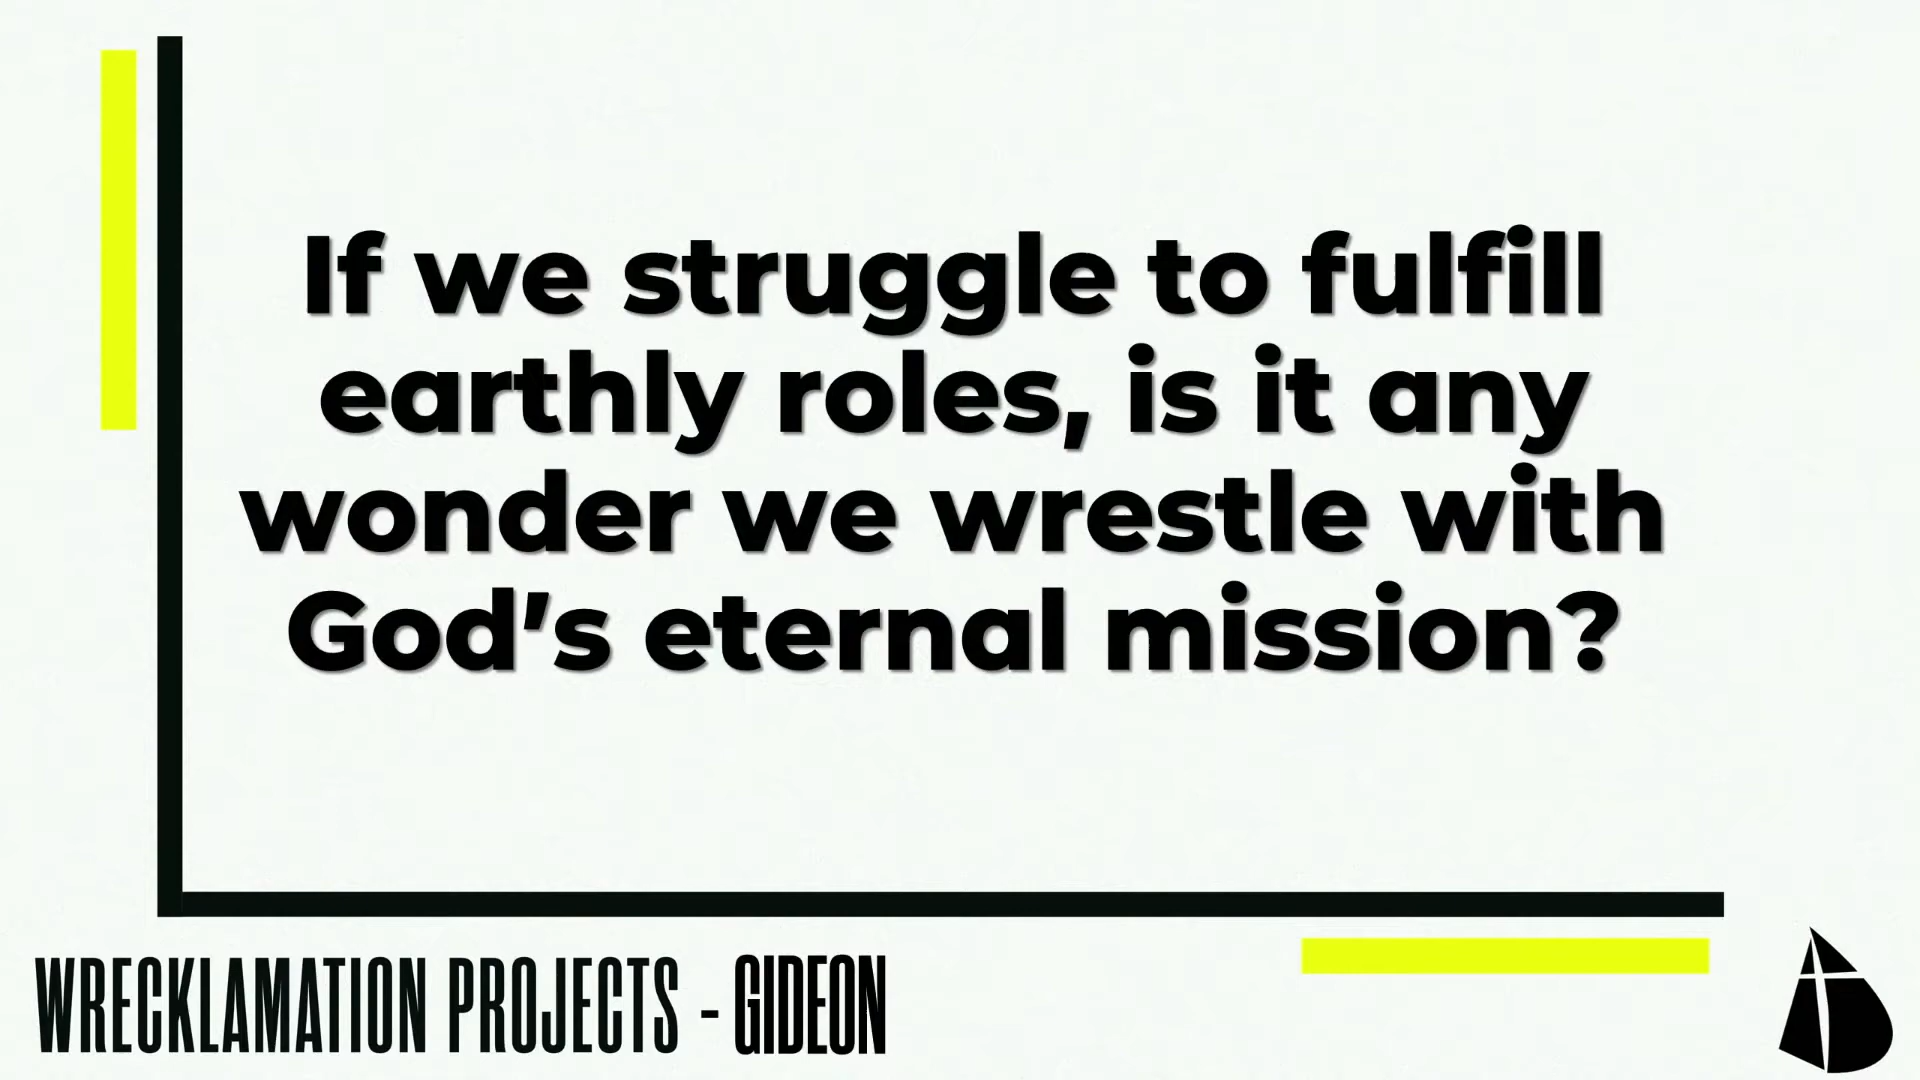 If we struggle to fulfill
earthly roles, is it any
wonder we wrestle with
God’s eternal mission?
WRECKLAMATION PROJECTS - GIDEON